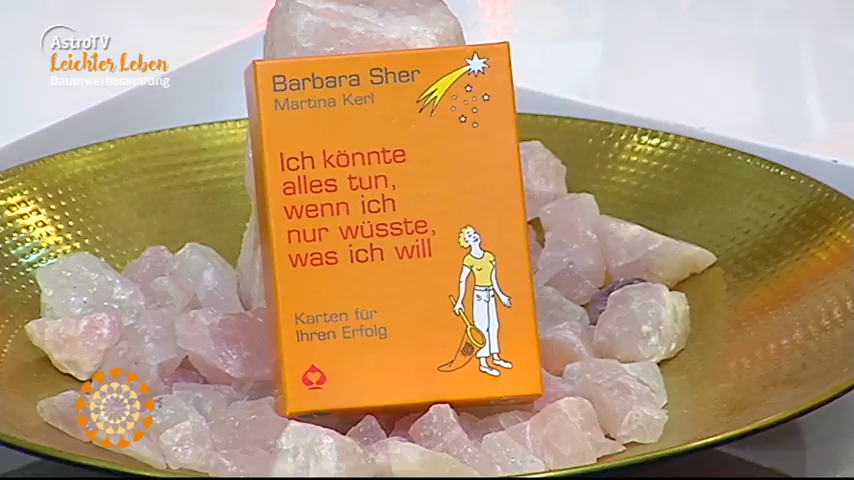 AstroTV
Leichter Leben
Dauerwerbesendung
Barbara Sher
Martina Kerl
Ich könnte
alles tun,
wenn ich
nur wüsste,
was ich will
Karten für
Ihren Erfolg